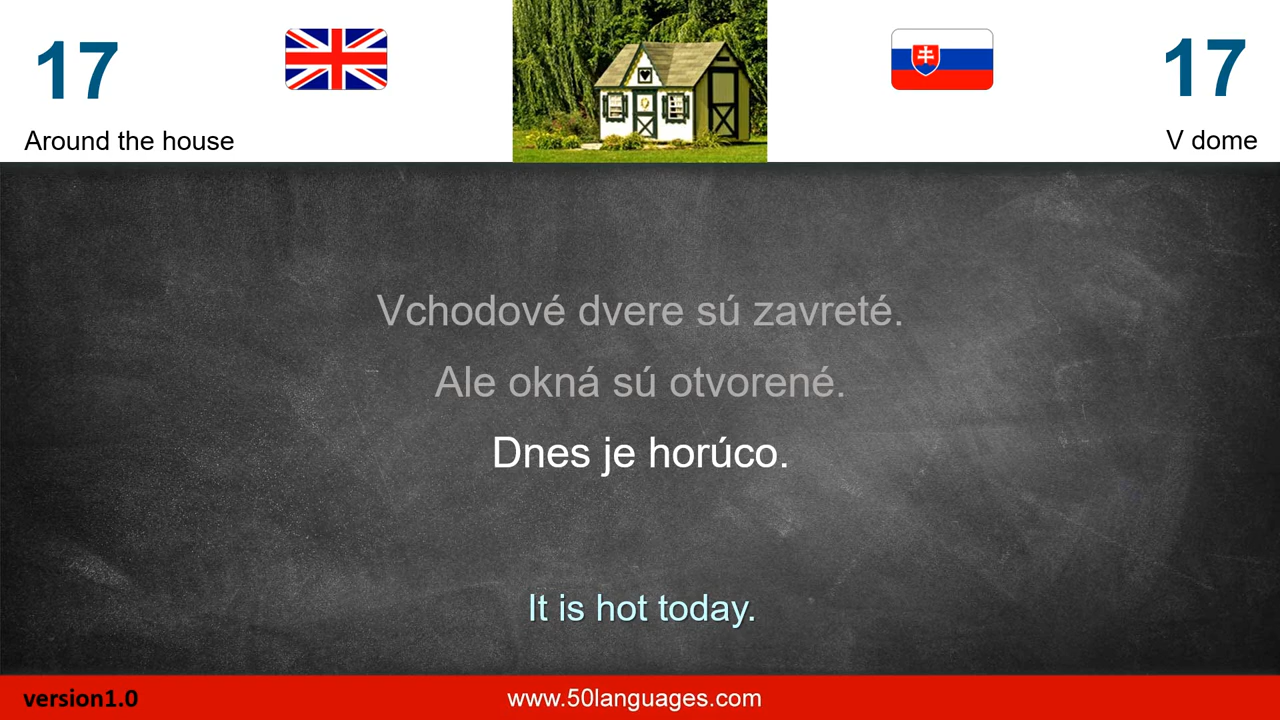 17
17
Around the house
V dome
Vchodové dvere sú zavreté.
Ale okná sú otvorené.
Dnes je horúco.
It is hot today.
version1.0
www.50languages.com